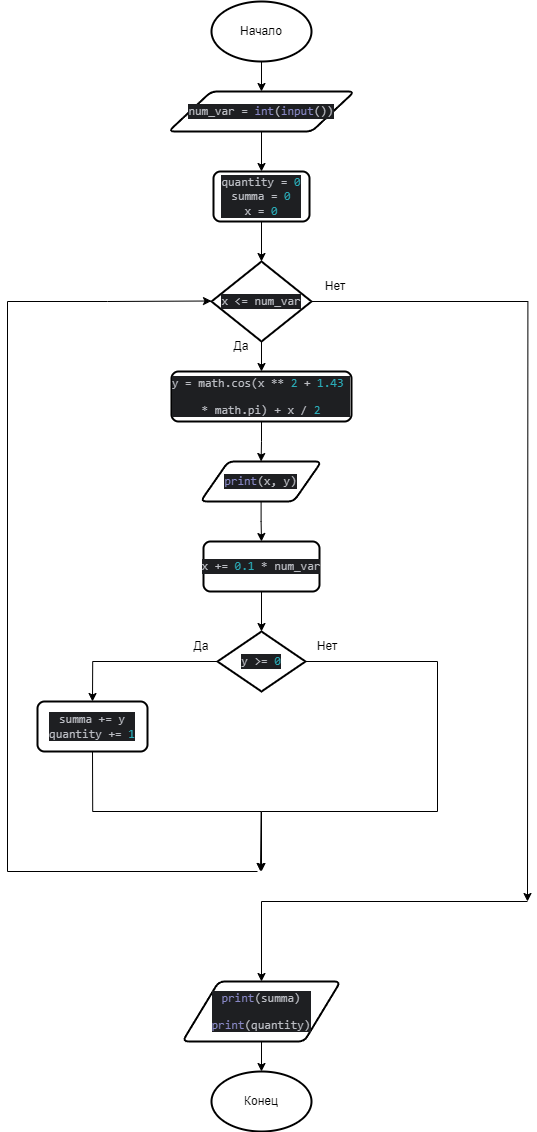 Начало
num_var = int(input())
quantity = 0
summa = 0
x = 0
x <= num_var
Нет
Да
y = math.cos(x ** 2 + 1.43
* math.pi) + x / 2
print(x, y)
x += 0.1 * num_var
Да
y >= 0
Нет
summa += y
quantity += 1
print(summa)
print(quantity)
Конец